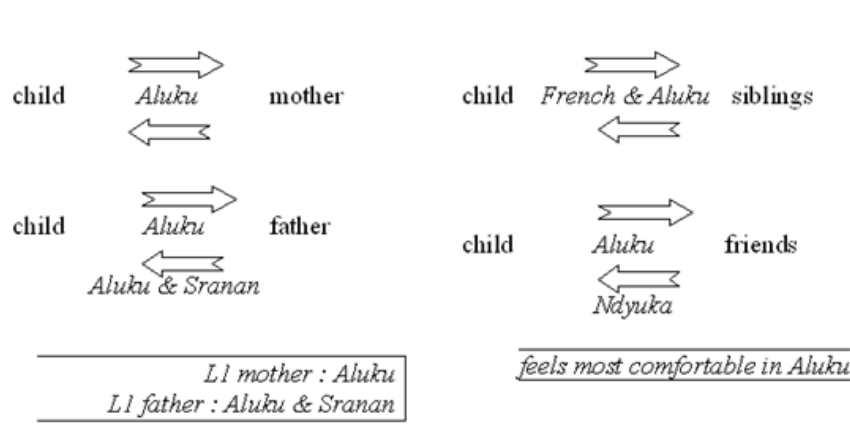 child Aluku mother
child Aluku father
Aluku & Sranan
L1 mother : Aluku
L1 father : Aluku & Sranan
child French & Aluku siblings
child Aluku friends
Ndyuka
feels most comfortable in Aluku